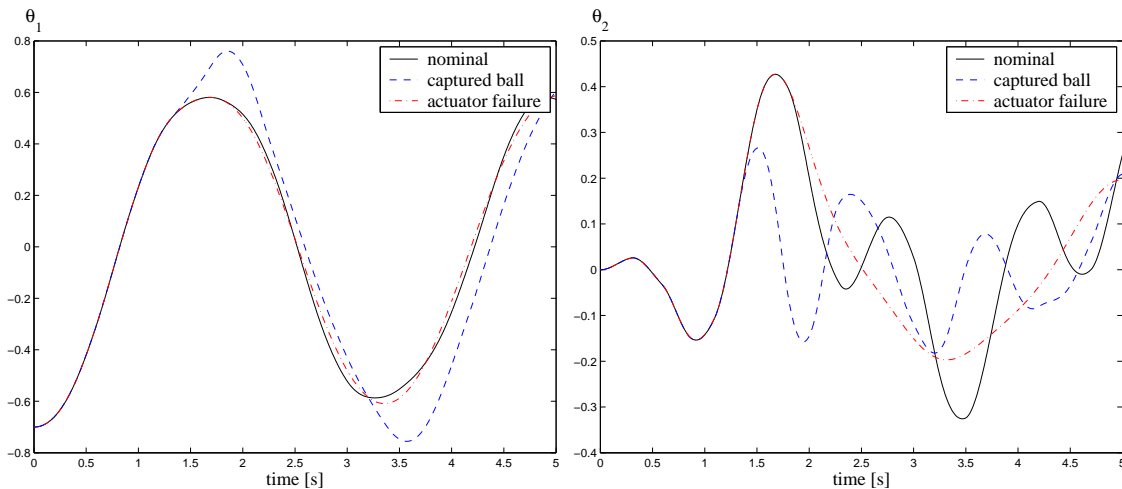 θ1
0.8
0.6
0.4
0.2
0
−0.2
−0.4
−0.6
−0.8
0 0.5 1 1.5 2 2.5 3 3.5 4 4.5 5
time [s]
nominal
captured ball
actuator failure
θ2
0.5
0.4
0.3
0.2
0.1
0
−0.1
−0.2
−0.3
−0.4
0 0.5 1 1.5 2 2.5 3 3.5 4 4.5 5
time [s]
nominal
captured ball
actuator failure